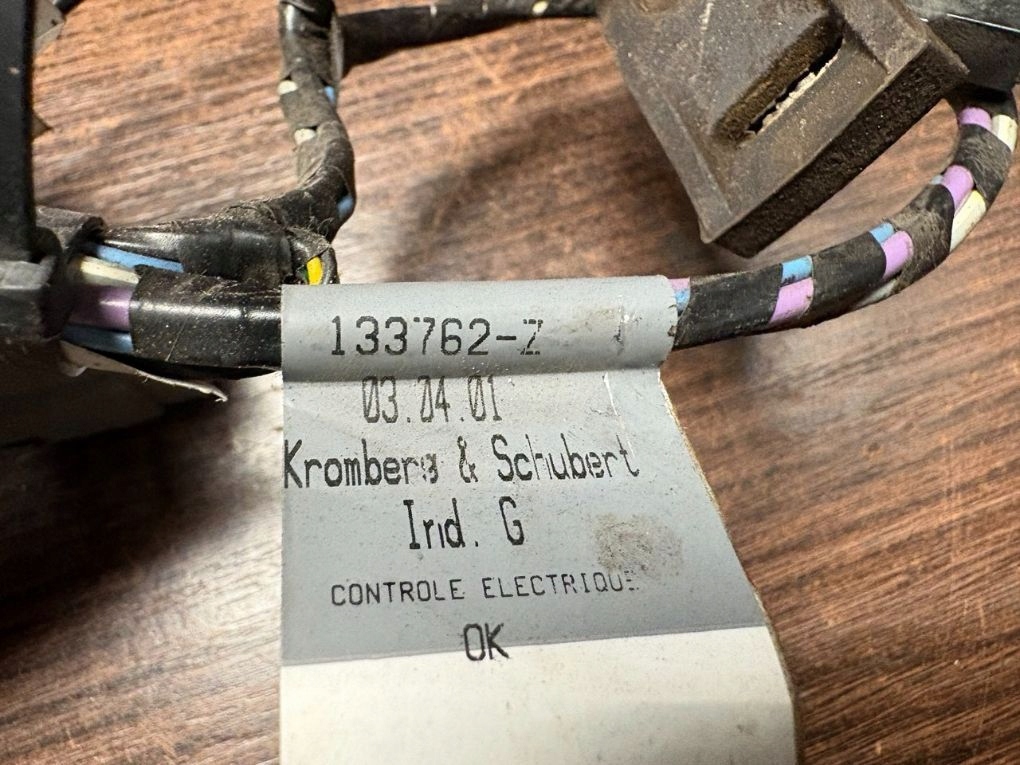 133762-Z
03.04.01
Kromberg & Schubert
Ind. G
CONTROLE ELECTRIQUE
OK